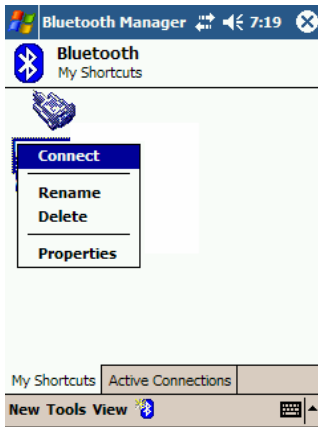 Bluetooth Manager 7:19
Bluetooth
My Shortcuts
Connect
Rename
Delete
Properties
My Shortcuts Active Connections
New Tools View